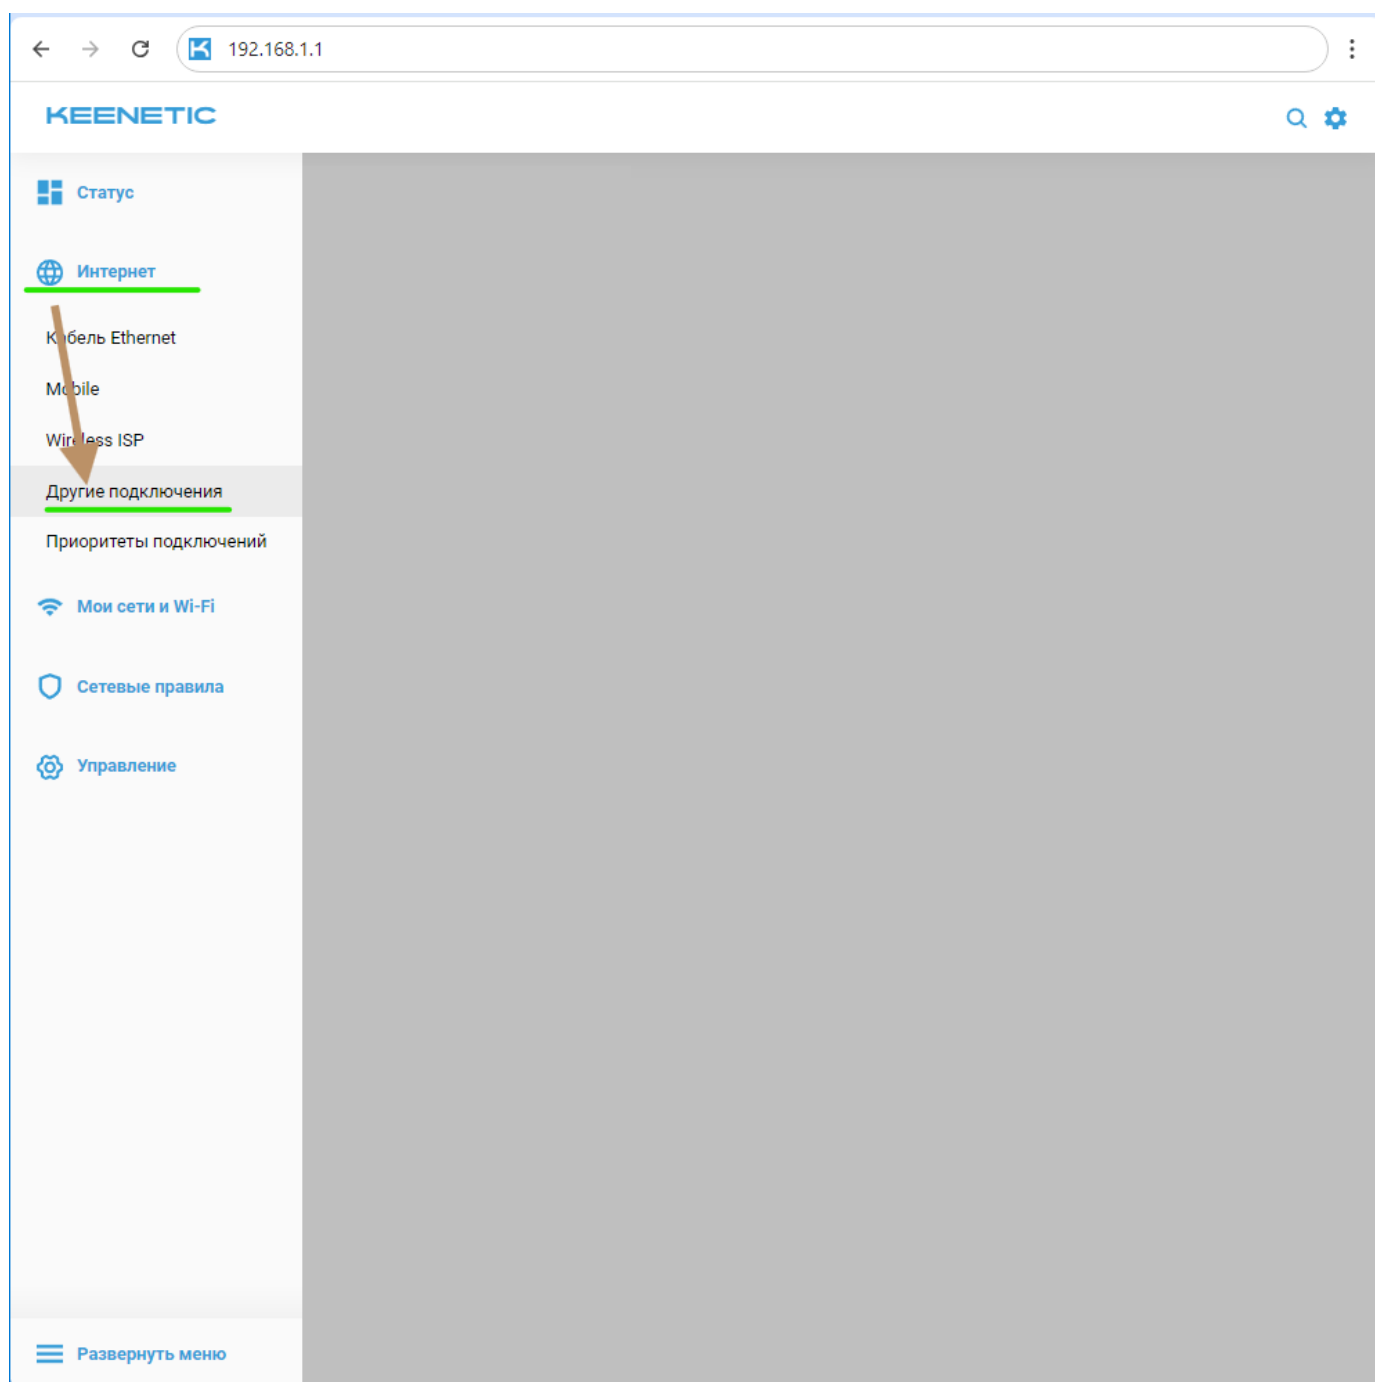 192.168.1.1
KEENETIC
Статус
Интернет
Кабель Ethernet
Mobile
Wireless ISP
Другие подключения
Приоритеты подключений
Мои сети и Wi-Fi
Сетевые правила
Управление
Развернуть меню